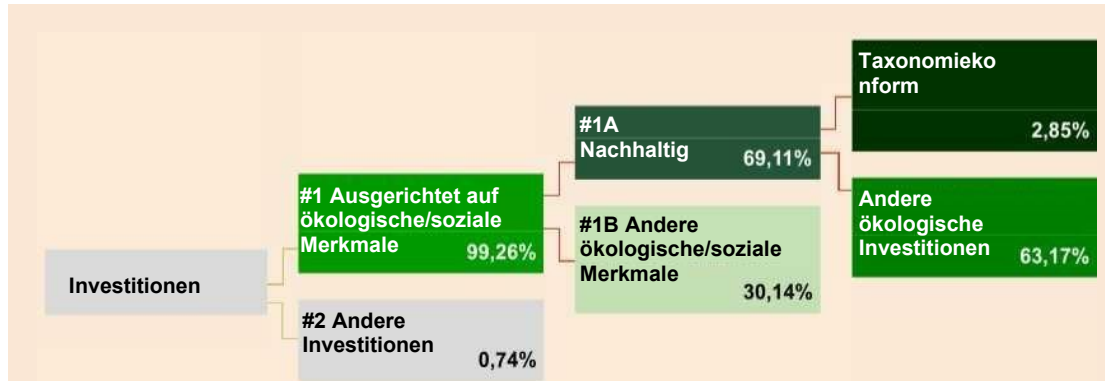 Investitionen
#1 Ausgerichtet auf
ökologische/soziale
Merkmale 99,26%
#2 Andere
Investitionen 0,74%
#1A
Nachhaltig 69,11%
#1B Andere
ökologische/soziale
Merkmale
30,14%
Taxonomieko
nform
2,85%
Andere
ökologische
Investitionen 63,17%